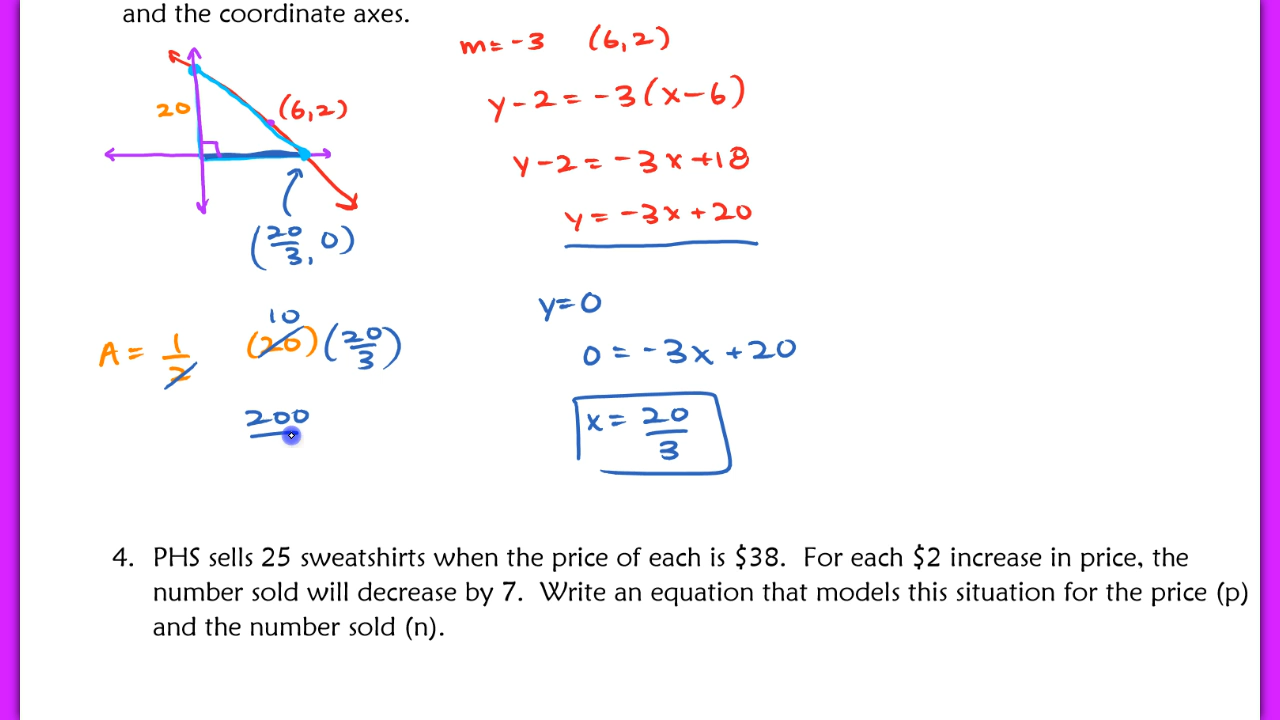 and the coordinate axes.
m = -3 (6,2)
20
(6,2)
y-2 = -3(x-6)
y-2 = -3x+18
y = -3x+20
(20/3, 0)
y=0
A = 1/2 (20)(20/3)
10
0 = -3x+20
200
x = 20/3
4. PHS sells 25 sweatshirts when the price of each is $38. For each $2 increase in price, the
number sold will decrease by 7. Write an equation that models this situation for the price (p)
and the number sold (n).